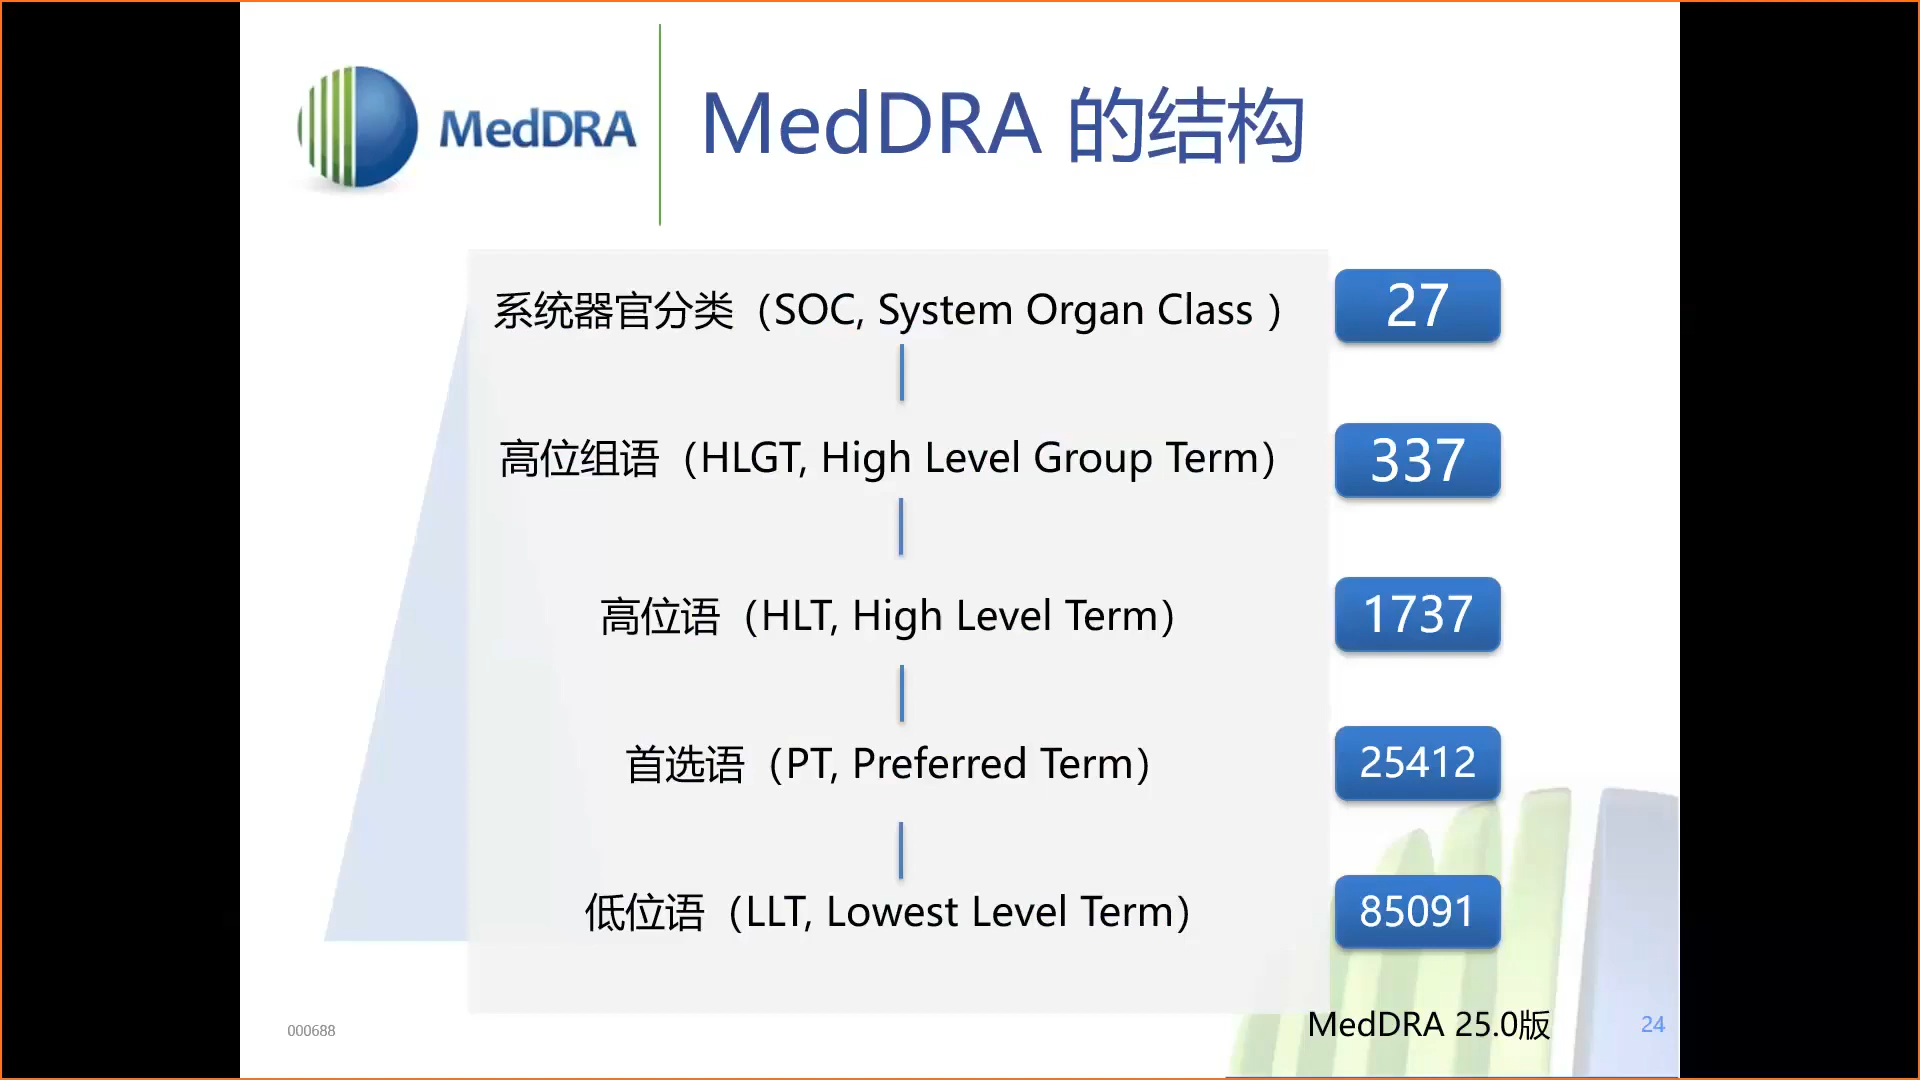 MedDRA
MedDRA 的结构
系统器官分类（SOC, System Organ Class ）
27
高位组语（HLGT, High Level Group Term）
337
高位语（HLT, High Level Term）
1737
首选语（PT, Preferred Term）
25412
低位语（LLT, Lowest Level Term）
85091
000688
MedDRA 25.0版
24